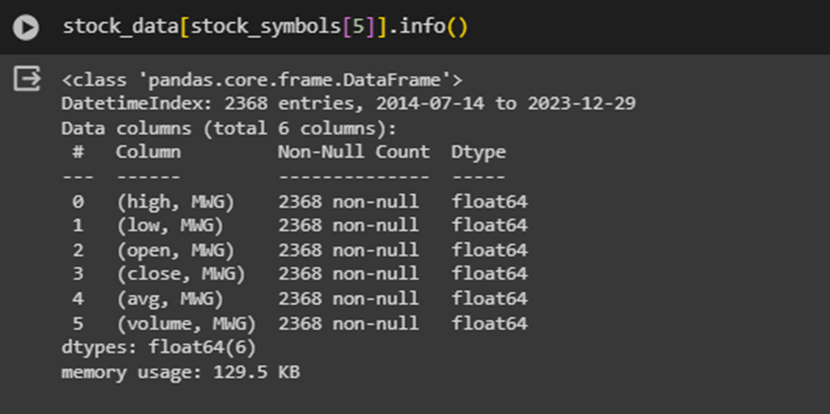 stock_data[stock_symbols[5]].info()
<class 'pandas.core.frame.DataFrame'>
DatetimeIndex: 2368 entries, 2014-07-14 to 2023-12-29
Data columns (total 6 columns):
 #   Column         Non-Null Count  Dtype
---  ------         --------------  -----
 0   (high, MWG)    2368 non-null   float64
 1   (low, MWG)     2368 non-null   float64
 2   (open, MWG)    2368 non-null   float64
 3   (close, MWG)   2368 non-null   float64
 4   (avg, MWG)     2368 non-null   float64
 5   (volume, MWG)  2368 non-null   float64
dtypes: float64(6)
memory usage: 129.5 KB